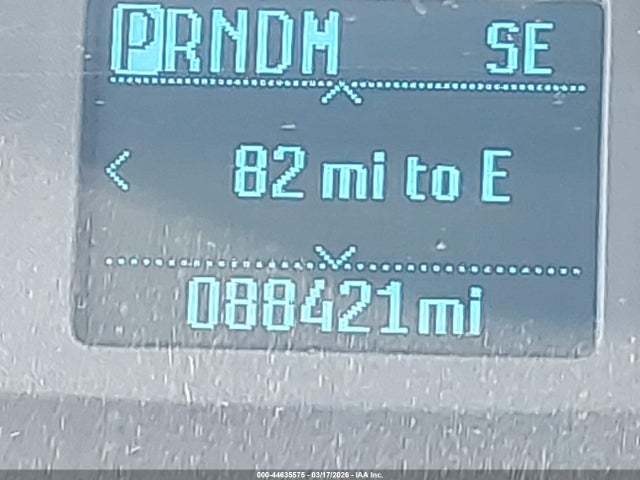 PRNDM SE
82 mi to E
088421mi
000-44635575 - 03/17/2026 - IAA Inc.